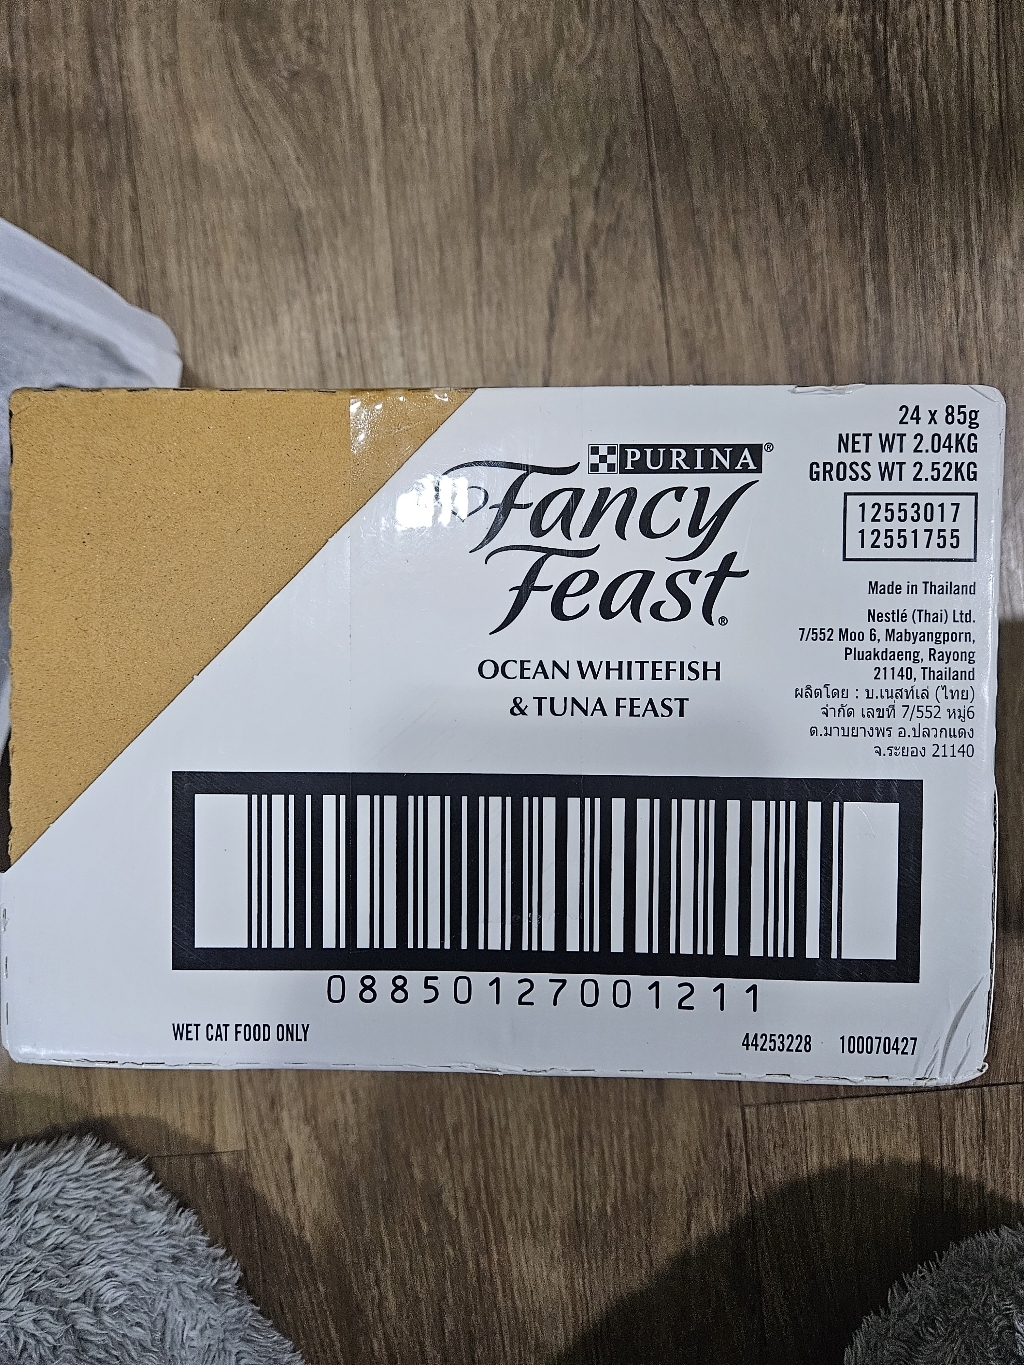 24 x 85g
NET WT 2.04KG
GROSS WT 2.52KG
PURINA®
Fancy
Feast®
OCEAN WHITEFISH
& TUNA FEAST
12553017
12551755
Made in Thailand
Nestlé (Thai) Ltd.
7/552 Moo 6, Mabyangporn,
Pluakdaeng, Rayong
21140, Thailand
ผลิตโดย : บ.เนสท์เล่ (ไทย)
จำกัด เลขที่ 7/552 หมู่6
ต.มาบยางพร อ.ปลวกแดง
จ.ระยอง 21140
08850127001211
WET CAT FOOD ONLY
44253228 100070427